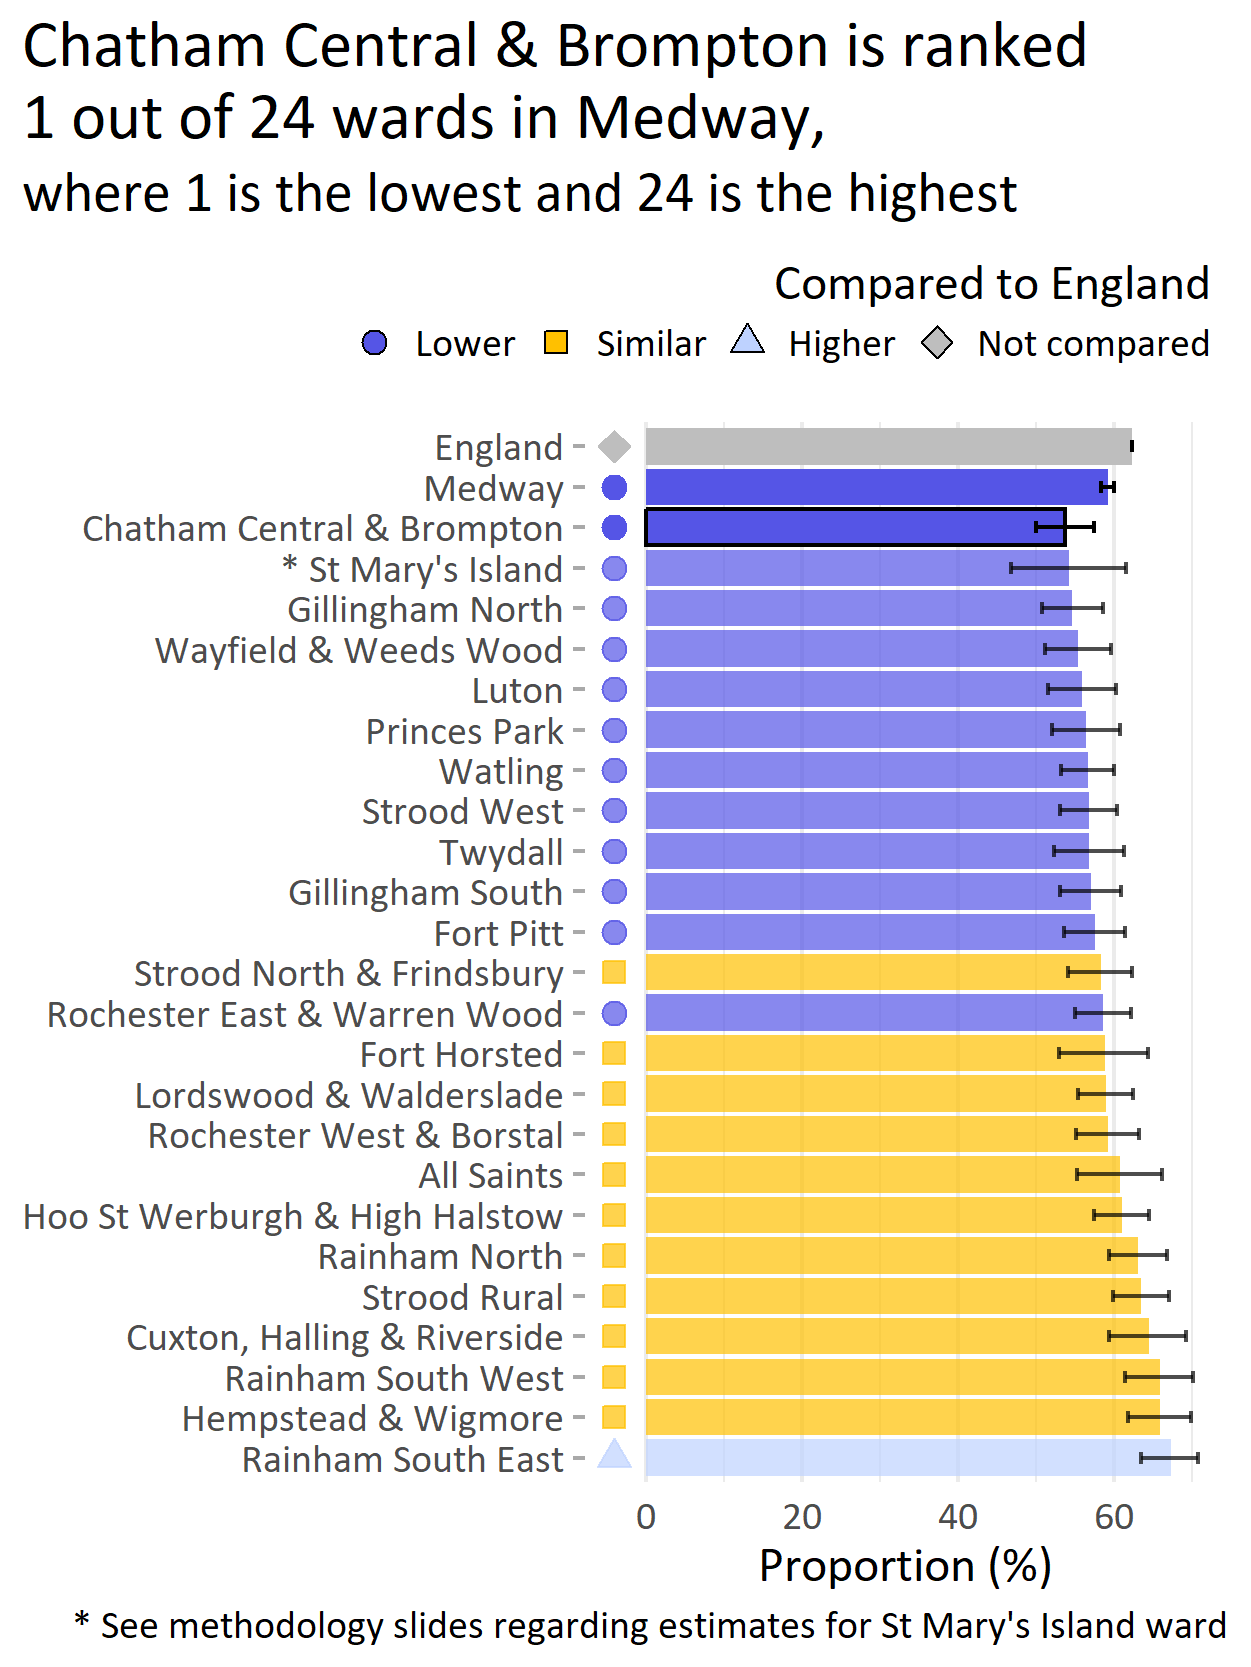 Chatham Central & Brompton is ranked
1 out of 24 wards in Medway,
where 1 is the lowest and 24 is the highest
Compared to England
Lower Similar Higher Not compared
England
Medway
Chatham Central & Brompton
* St Mary's Island
Gillingham North
Wayfield & Weeds Wood
Luton
Princes Park
Watling
Strood West
Twydall
Gillingham South
Fort Pitt
Strood North & Frindsbury
Rochester East & Warren Wood
Fort Horsted
Lordswood & Walderslade
Rochester West & Borstal
All Saints
Hoo St Werburgh & High Halstow
Rainham North
Strood Rural
Cuxton, Halling & Riverside
Rainham South West
Hempstead & Wigmore
Rainham South East
0 20 40 60
Proportion (%)
* See methodology slides regarding estimates for St Mary's Island ward